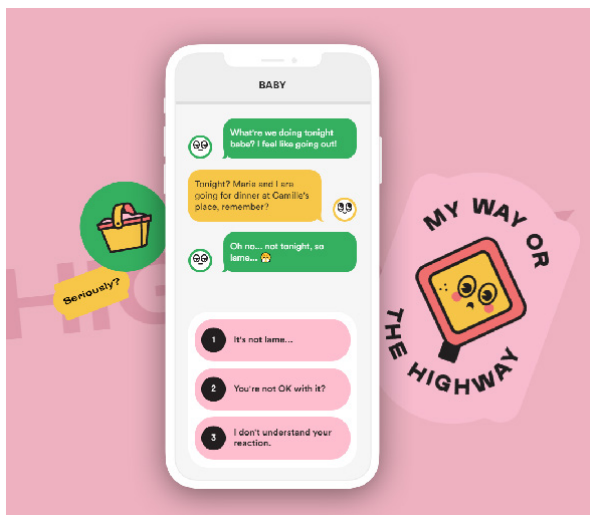 BABY
What're we doing tonight
babe? I feel like going out!
Tonight? Maria and I are
going for dinner at Camille's
place, remember?
Oh no... not tonight, so
lame...
1 It's not lame...
2 You're not OK with it?
3 I don't understand your
reaction.
Seriously?
MY WAY OR
THE HIGHWAY
HIG